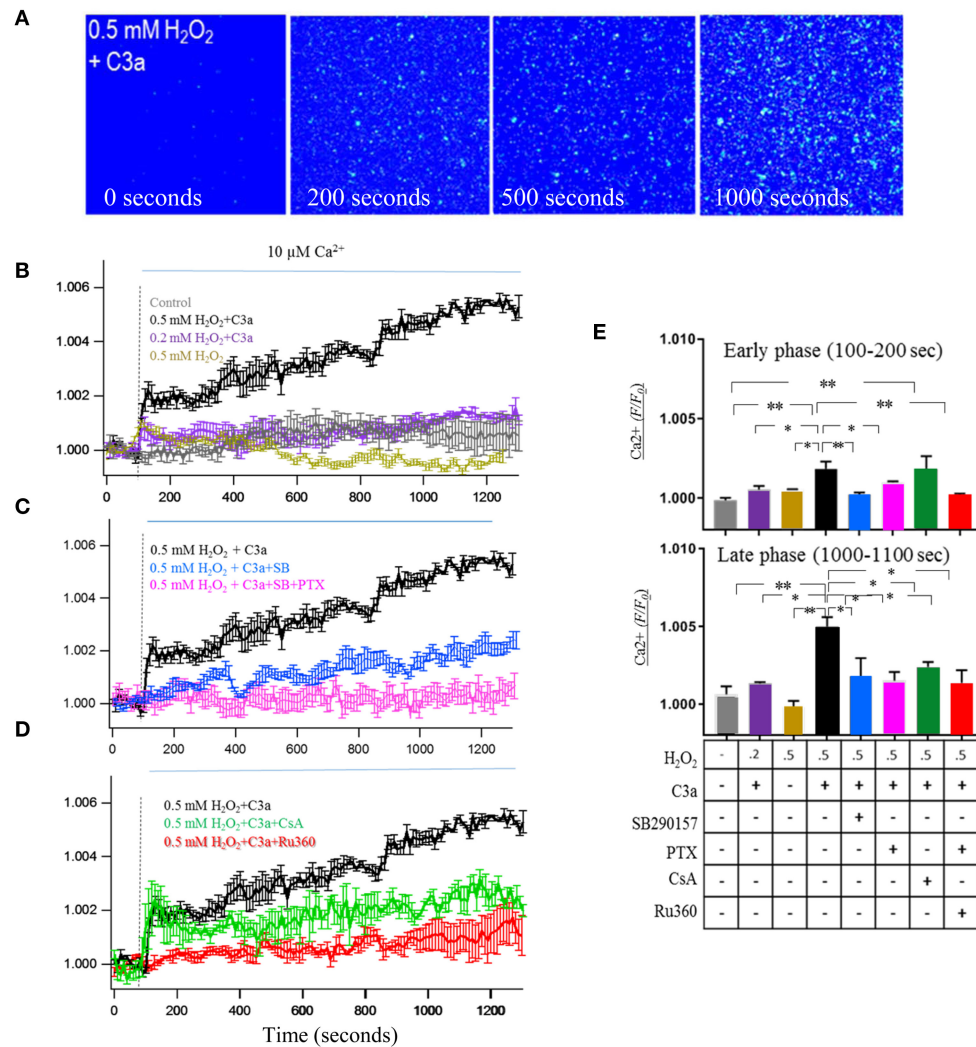 A
0.5 mM H₂O₂
+ C3a
0 seconds
200 seconds
500 seconds
1000 seconds
B
10 µM Ca²⁺
1.006
1.004
1.002
1.000
Control
0.5 mM H₂O₂+C3a
0.2 mM H₂O₂+C3a
0.5 mM H₂O₂
0 200 400 600 800 1000 1200
C
1.006
1.004
1.002
1.000
0.5 mM H₂O₂ + C3a
0.5 mM H₂O₂ + C3a+SB
0.5 mM H₂O₂ + C3a+SB+PTX
0 200 400 600 800 1000 1200
D
1.006
1.004
1.002
1.000
0.5 mM H₂O₂+C3a
0.5 mM H₂O₂+C3a+CsA
0.5 mM H₂O₂+C3a+Ru360
0 200 400 600 800 1000 1200
Time (seconds)
E
1.010
1.005
1.000
Ca2+ (F/F₀)
Early phase (100-200 sec)
** 
** **
* *
* **
1.010
1.005
1.000
Ca2+ (F/F₀)
Late phase (1000-1100 sec)
*
** *
* *
** * *
H₂O₂ - .2 .5 .5 .5 .5 .5 .5
C3a - + - + + + + +
SB290157 - - - - + - - -
PTX - - - - - + - +
CsA - - - - - - + -
Ru360 - - - - - - - +